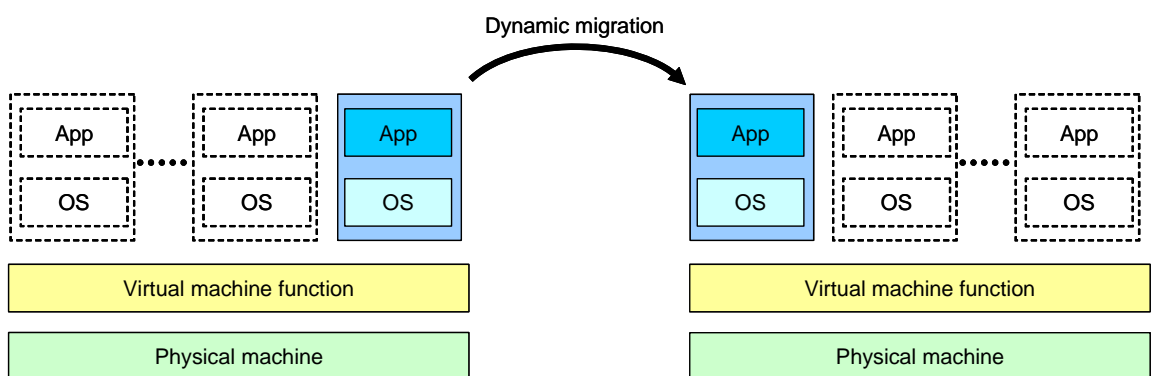 Dynamic migration
App App App App App App
OS OS OS OS OS OS
Virtual machine function Virtual machine function
Physical machine Physical machine